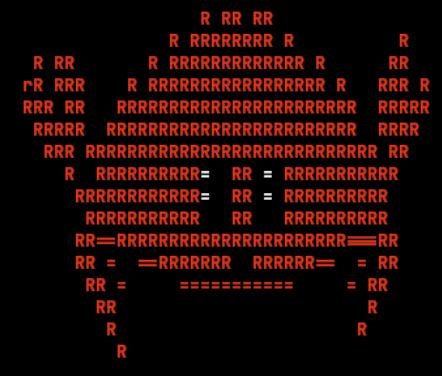 R RR RR
R RRRRRRRR R          R
R RR       R RRRRRRRRRRRRR R      RR
rR RRR    R RRRRRRRRRRRRRRRRR R   RRR R
RRR RR   RRRRRRRRRRRRRRRRRRRRRRR  RRRRR
RRRRR  RRRRRRRRRRRRRRRRRRRRRRRR  RRRR
RRR RRRRRRRRRRRRRRRRRRRRRRRRRRRR RR
R  RRRRRRRRRR=  RR = RRRRRRRRRRR
RRRRRRRRRRRR=  RR = RRRRRRRRRR
RRRRRRRRRRR   RR   RRRRRRRRRR
RR==RRRRRRRRRRRRRRRRRRRRRR===RR
RR =  ==RRRRRRR  RRRRRR==  = RR
RR =     ===========     = RR
RR                        R
R                       R
R